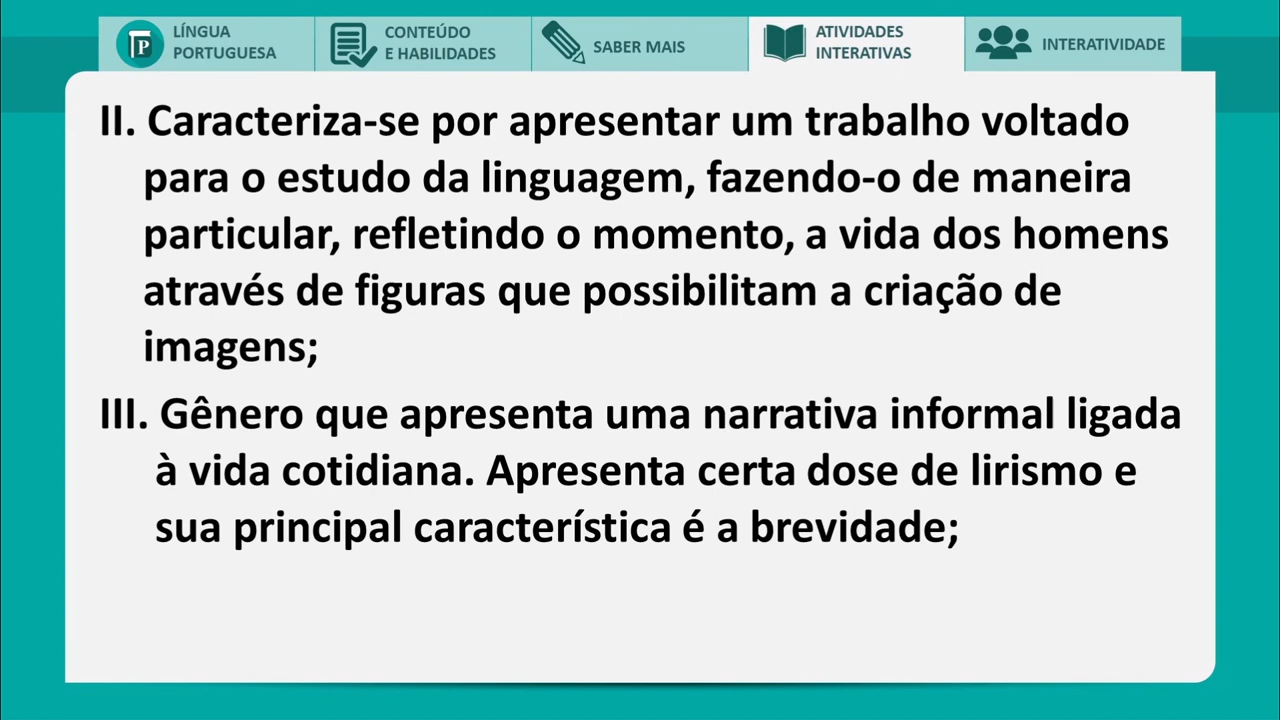 LÍNGUA
PORTUGUESA
CONTEÚDO
E HABILIDADES
SABER MAIS
ATIVIDADES
INTERATIVAS
INTERATIVIDADE
II. Caracteriza-se por apresentar um trabalho voltado
para o estudo da linguagem, fazendo-o de maneira
particular, refletindo o momento, a vida dos homens
através de figuras que possibilitam a criação de
imagens;
III. Gênero que apresenta uma narrativa informal ligada
à vida cotidiana. Apresenta certa dose de lirismo e
sua principal característica é a brevidade;